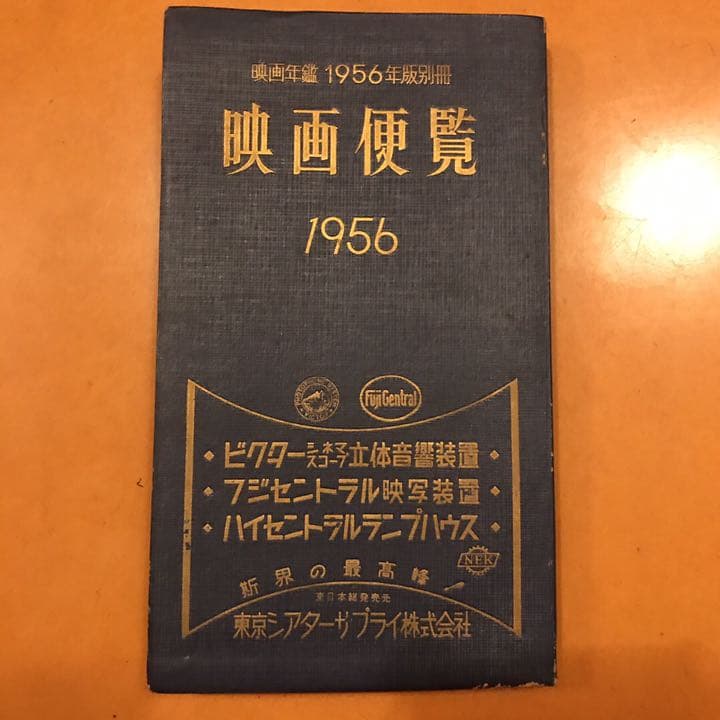 映画年鑑 1956年版別冊
映画便覧
1956
Fuji Central
ビクターシネマスコープ立体音響装置
フジセントラル映写装置
ハイセントラルランプハウス
NEK
斯界の最高峰!
東日本総発売元
東京シアターサプライ株式会社